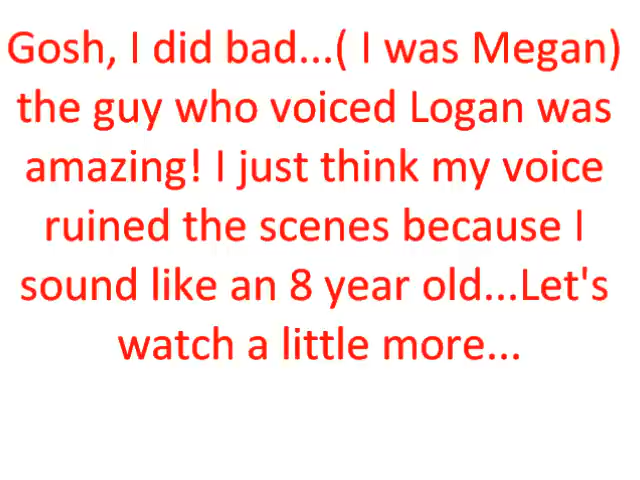 Gosh, I did bad...( I was Megan)
the guy who voiced Logan was
amazing! I just think my voice
ruined the scenes because I
sound like an 8 year old...Let's
watch a little more...